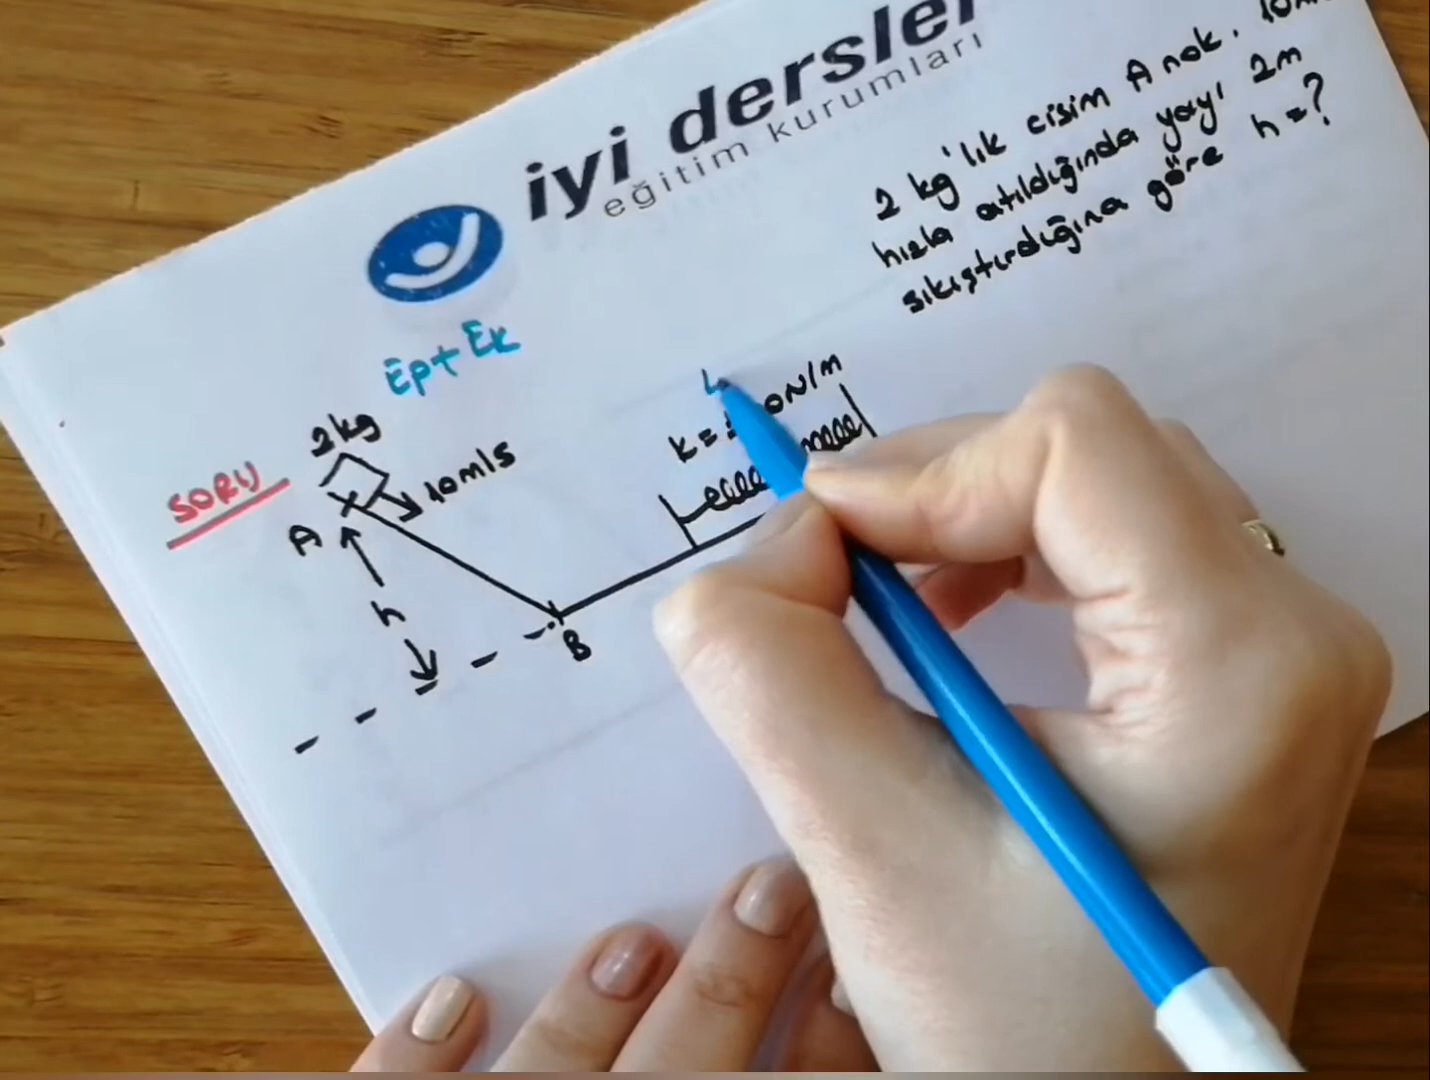 iyi dersler
eğitim kurumları
2 kg'lık cisim A nok.
hızla atıldığında yayı 2m
sıkıştırdığına göre h=?
Ep+Ek
SORU
2kg
10m/s
A
h
B
k=
N/m